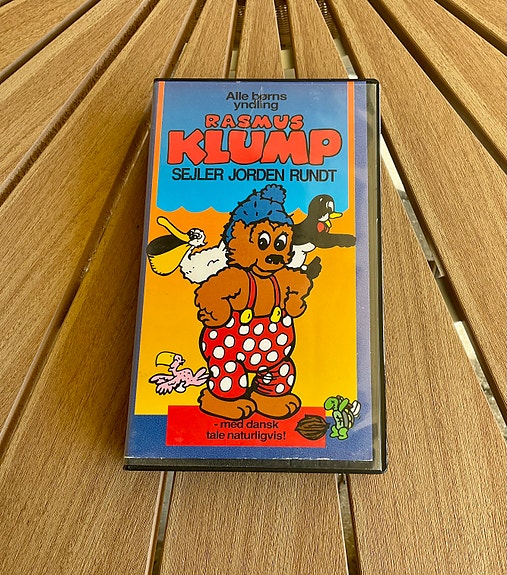 Alle børns
yndling
RASMUS
KLUMP
SEJLER JORDEN RUNDT
- med dansk
tale naturligvis!